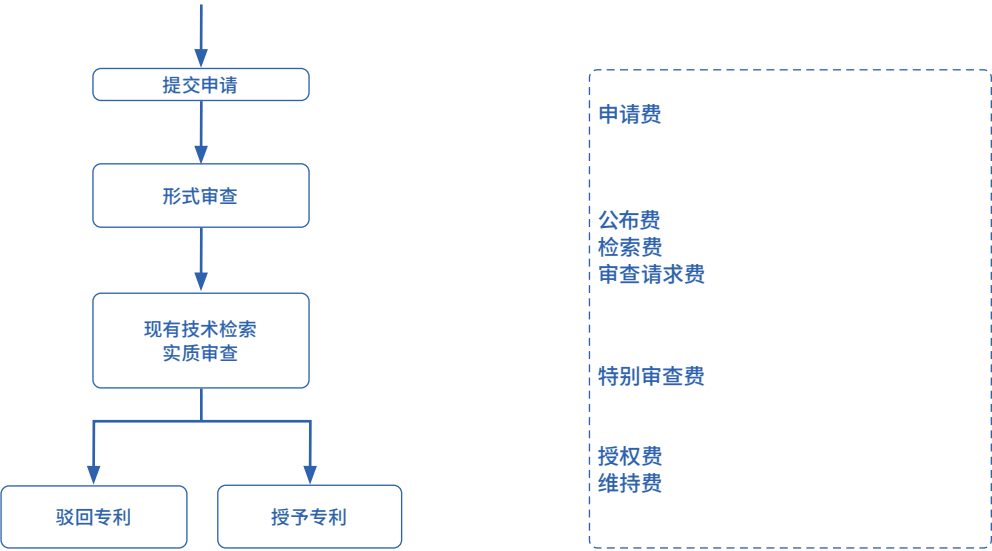 提交申请
形式审查
现有技术检索
实质审查
驳回专利
授予专利
申请费
公布费
检索费
审查请求费
特别审查费
授权费
维持费